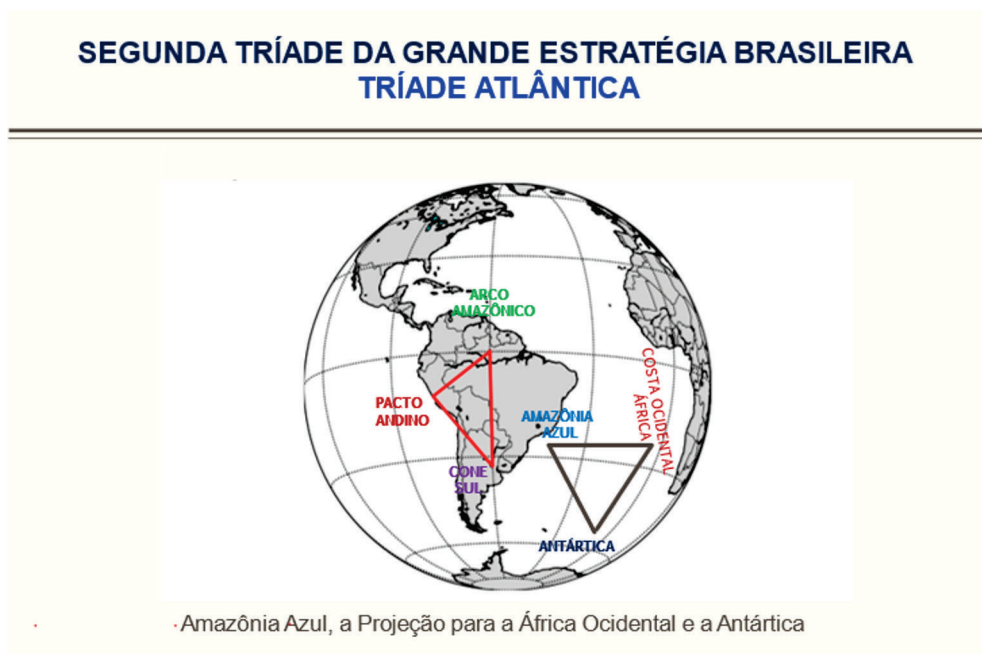 SEGUNDA TRÍADE DA GRANDE ESTRATÉGIA BRASILEIRA
TRÍADE ATLÂNTICA
ARCO
AMAZÔNICO
PACTO
ANDINO
CONE
SUL
AMAZÔNIA
AZUL
COSTA OCIDENTAL
ÁFRICA
ANTÁRTICA
Amazônia Azul, a Projeção para a África Ocidental e a Antártica